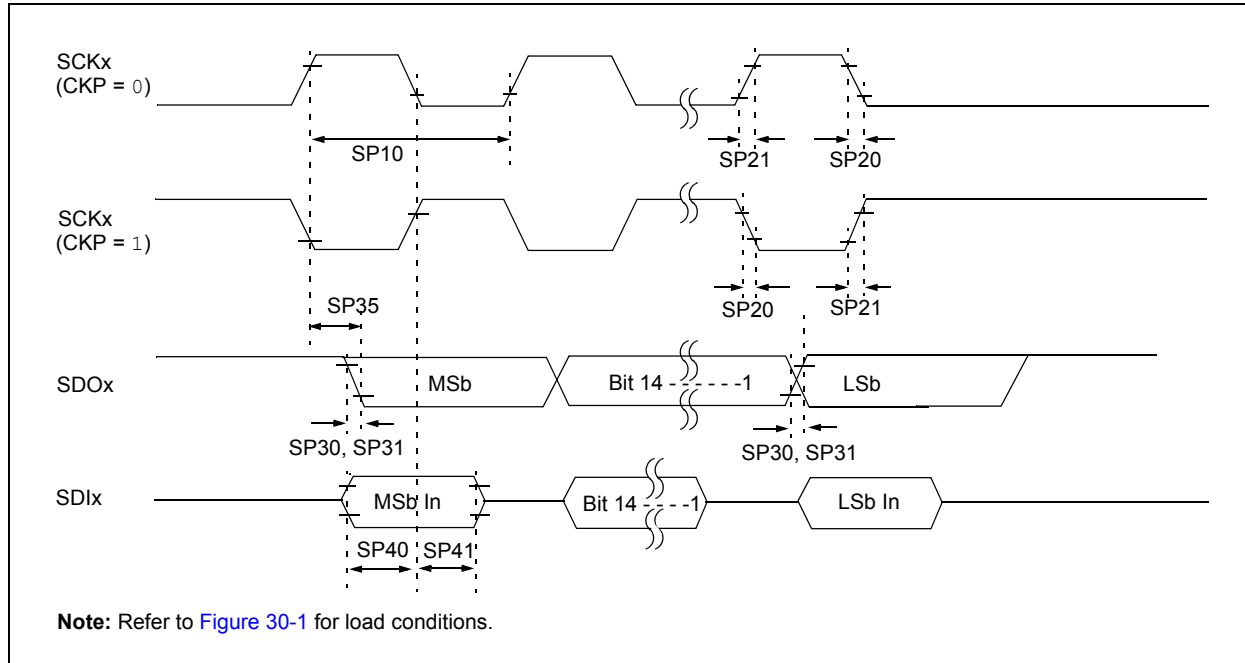 SCKx
(CKP = 0)
SP10
SP21
SP20
SCKx
(CKP = 1)
SP35
SP20
SP21
SDOx
MSb
Bit 14 - - - - - -1
LSb
SP30, SP31
SP30, SP31
SDIx
MSb In
Bit 14 - - - -1
LSb In
SP40
SP41
Note: Refer to Figure 30-1 for load conditions.